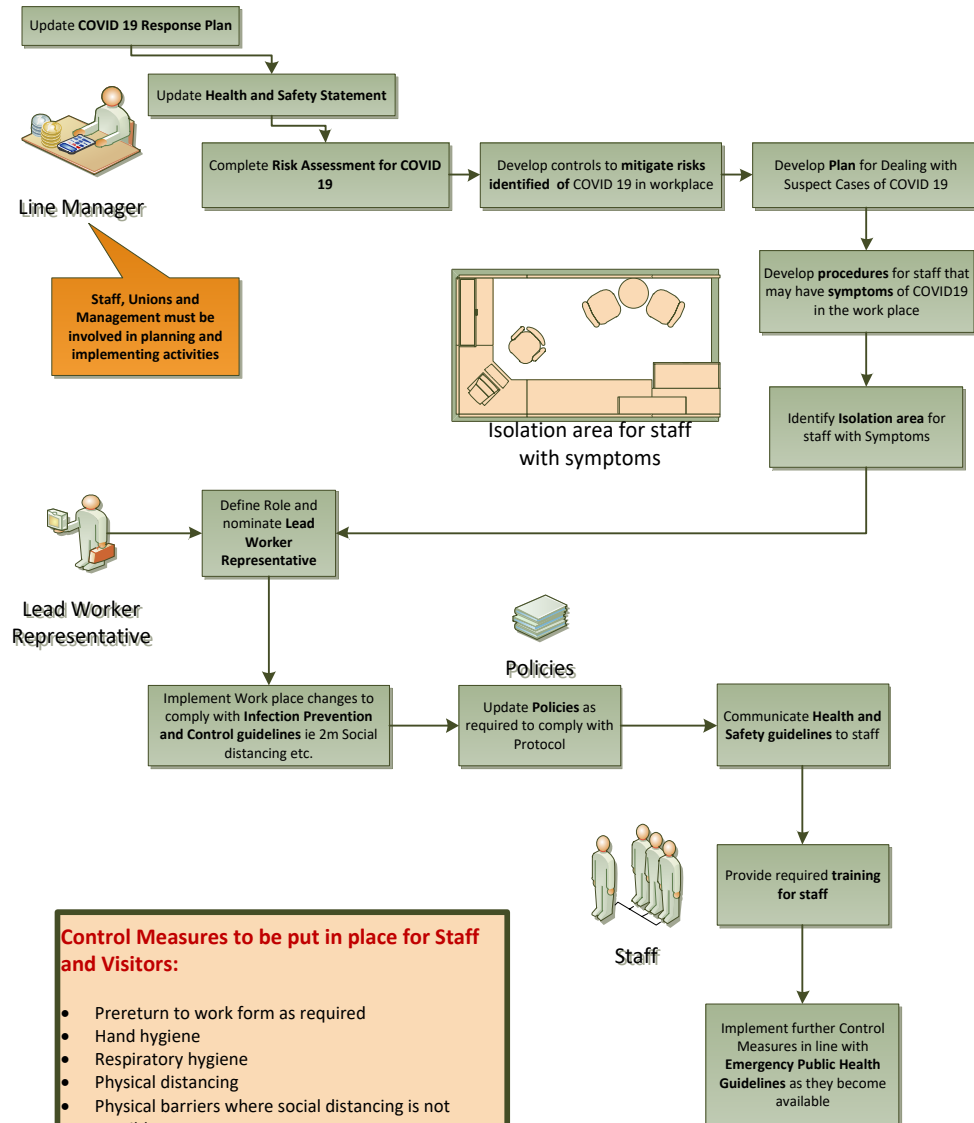 Update COVID 19 Response Plan
Update Health and Safety Statement
Complete Risk Assessment for COVID
19
Develop controls to mitigate risks
identified of COVID 19 in workplace
Develop Plan for Dealing with
Suspect Cases of COVID 19
Line Manager
Staff, Unions and
Management must be
involved in planning and
implementing activities
Develop procedures for staff that
may have symptoms of COVID19
in the work place
Isolation area for staff
with symptoms
Identify Isolation area for
staff with Symptoms
Define Role and
nominate Lead
Worker
Representative
Lead Worker
Representative
Policies
Implement Work place changes to
comply with Infection Prevention
and Control guidelines ie 2m Social
distancing etc.
Update Policies as
required to comply with
Protocol
Communicate Health and
Safety guidelines to staff
Provide required training
for staff
Staff
Implement further Control
Measures in line with
Emergency Public Health
Guidelines as they become
available
Control Measures to be put in place for Staff
and Visitors:
• Prereturn to work form as required
• Hand hygiene
• Respiratory hygiene
• Physical distancing
• Physical barriers where social distancing is not